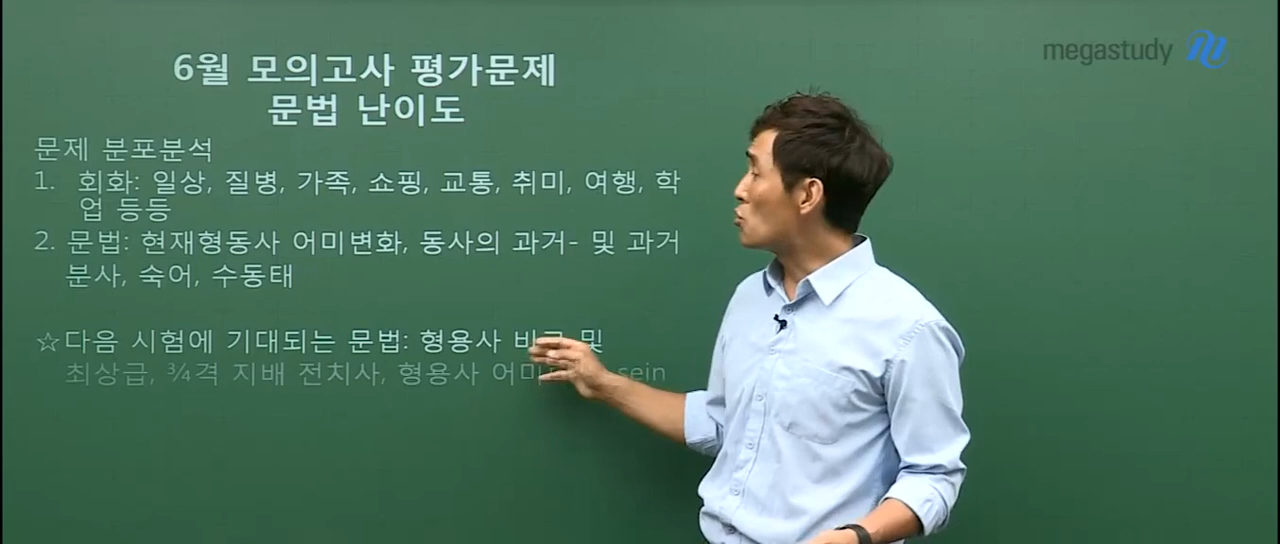 megastudy
6월 모의고사 평가문제
문법 난이도
문제 분포분석
1. 회화: 일상, 질병, 가족, 쇼핑, 교통, 취미, 여행, 학
업 등등
2. 문법: 현재형동사 어미변화, 동사의 과거- 및 과거
분사, 숙어, 수동태
☆다음 시험에 기대되는 문법: 형용사 및
최상급, ¾격 지배 전치사, 형용사 sein